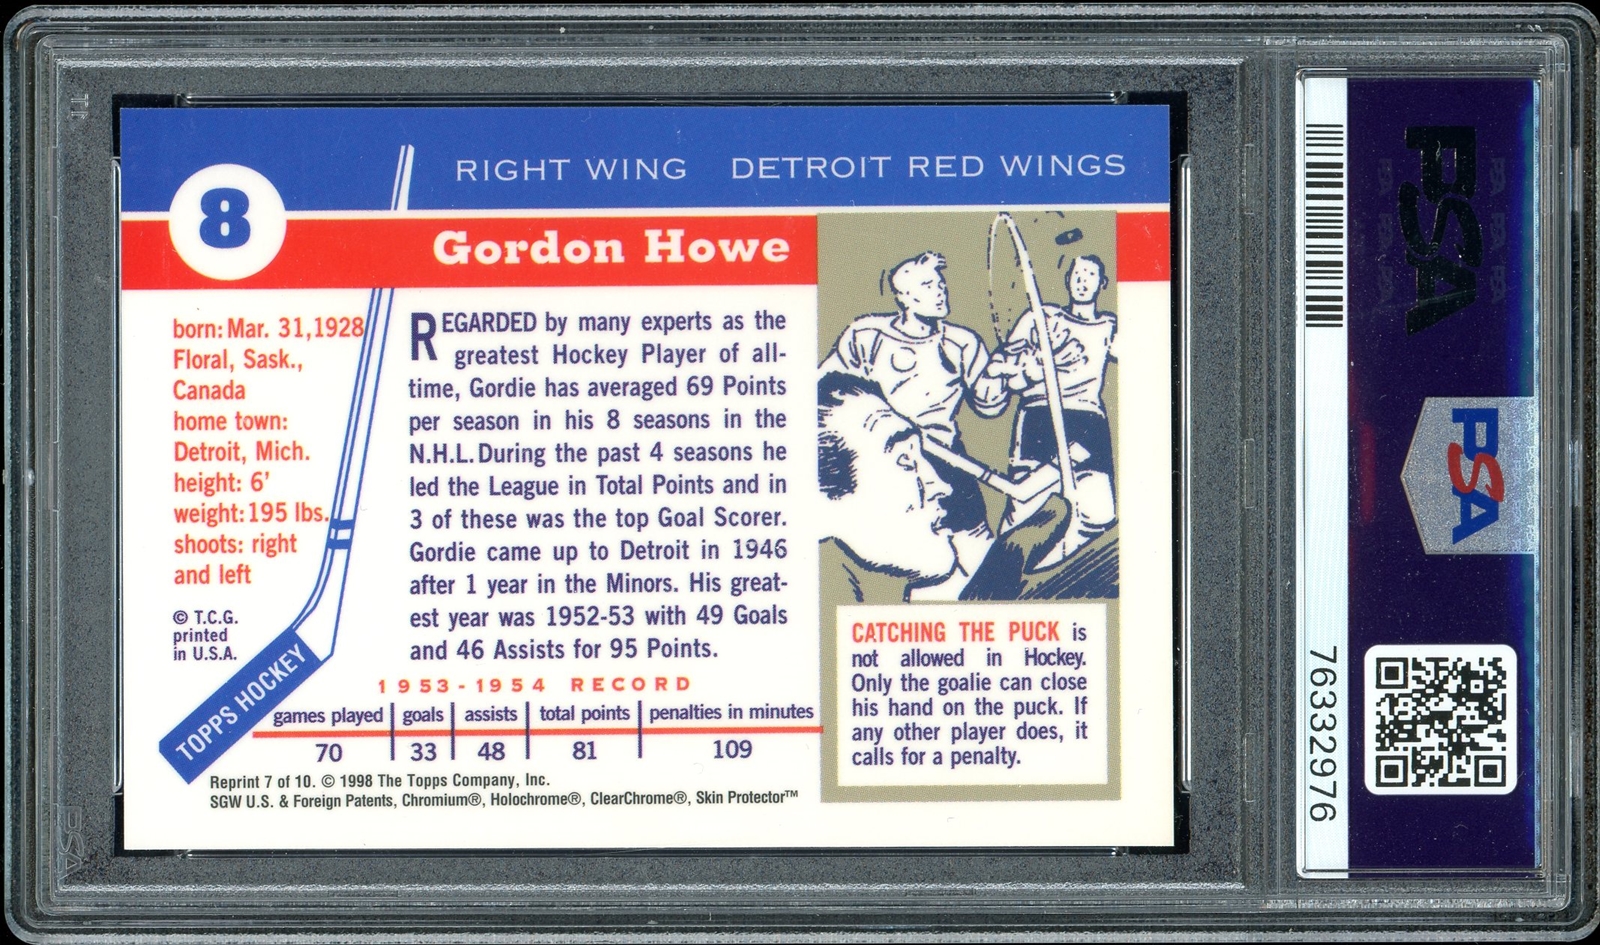 8
RIGHT WING DETROIT RED WINGS
Gordon Howe
born: Mar. 31,1928
Floral, Sask.,
Canada
home town:
Detroit, Mich.
height: 6'
weight: 195 lbs.
shoots: right
and left
© T.C.G.
printed
in U.S.A.
TOPPS HOCKEY
REGARDED by many experts as the
greatest Hockey Player of all-
time, Gordie has averaged 69 Points
per season in his 8 seasons in the
N.H.L. During the past 4 seasons he
led the League in Total Points and in
3 of these was the top Goal Scorer.
Gordie came up to Detroit in 1946
after 1 year in the Minors. His great-
est year was 1952-53 with 49 Goals
and 46 Assists for 95 Points.
1953-1954 RECORD
games played goals assists total points penalties in minutes
70 33 48 81 109
Reprint 7 of 10. © 1998 The Topps Company, Inc.
SGW U.S. & Foreign Patents, Chromium®, Holochrome®, ClearChrome®, Skin Protector™
CATCHING THE PUCK is
not allowed in Hockey.
Only the goalie can close
his hand on the puck. If
any other player does, it
calls for a penalty.
PSA
PSA
76332976
PSA